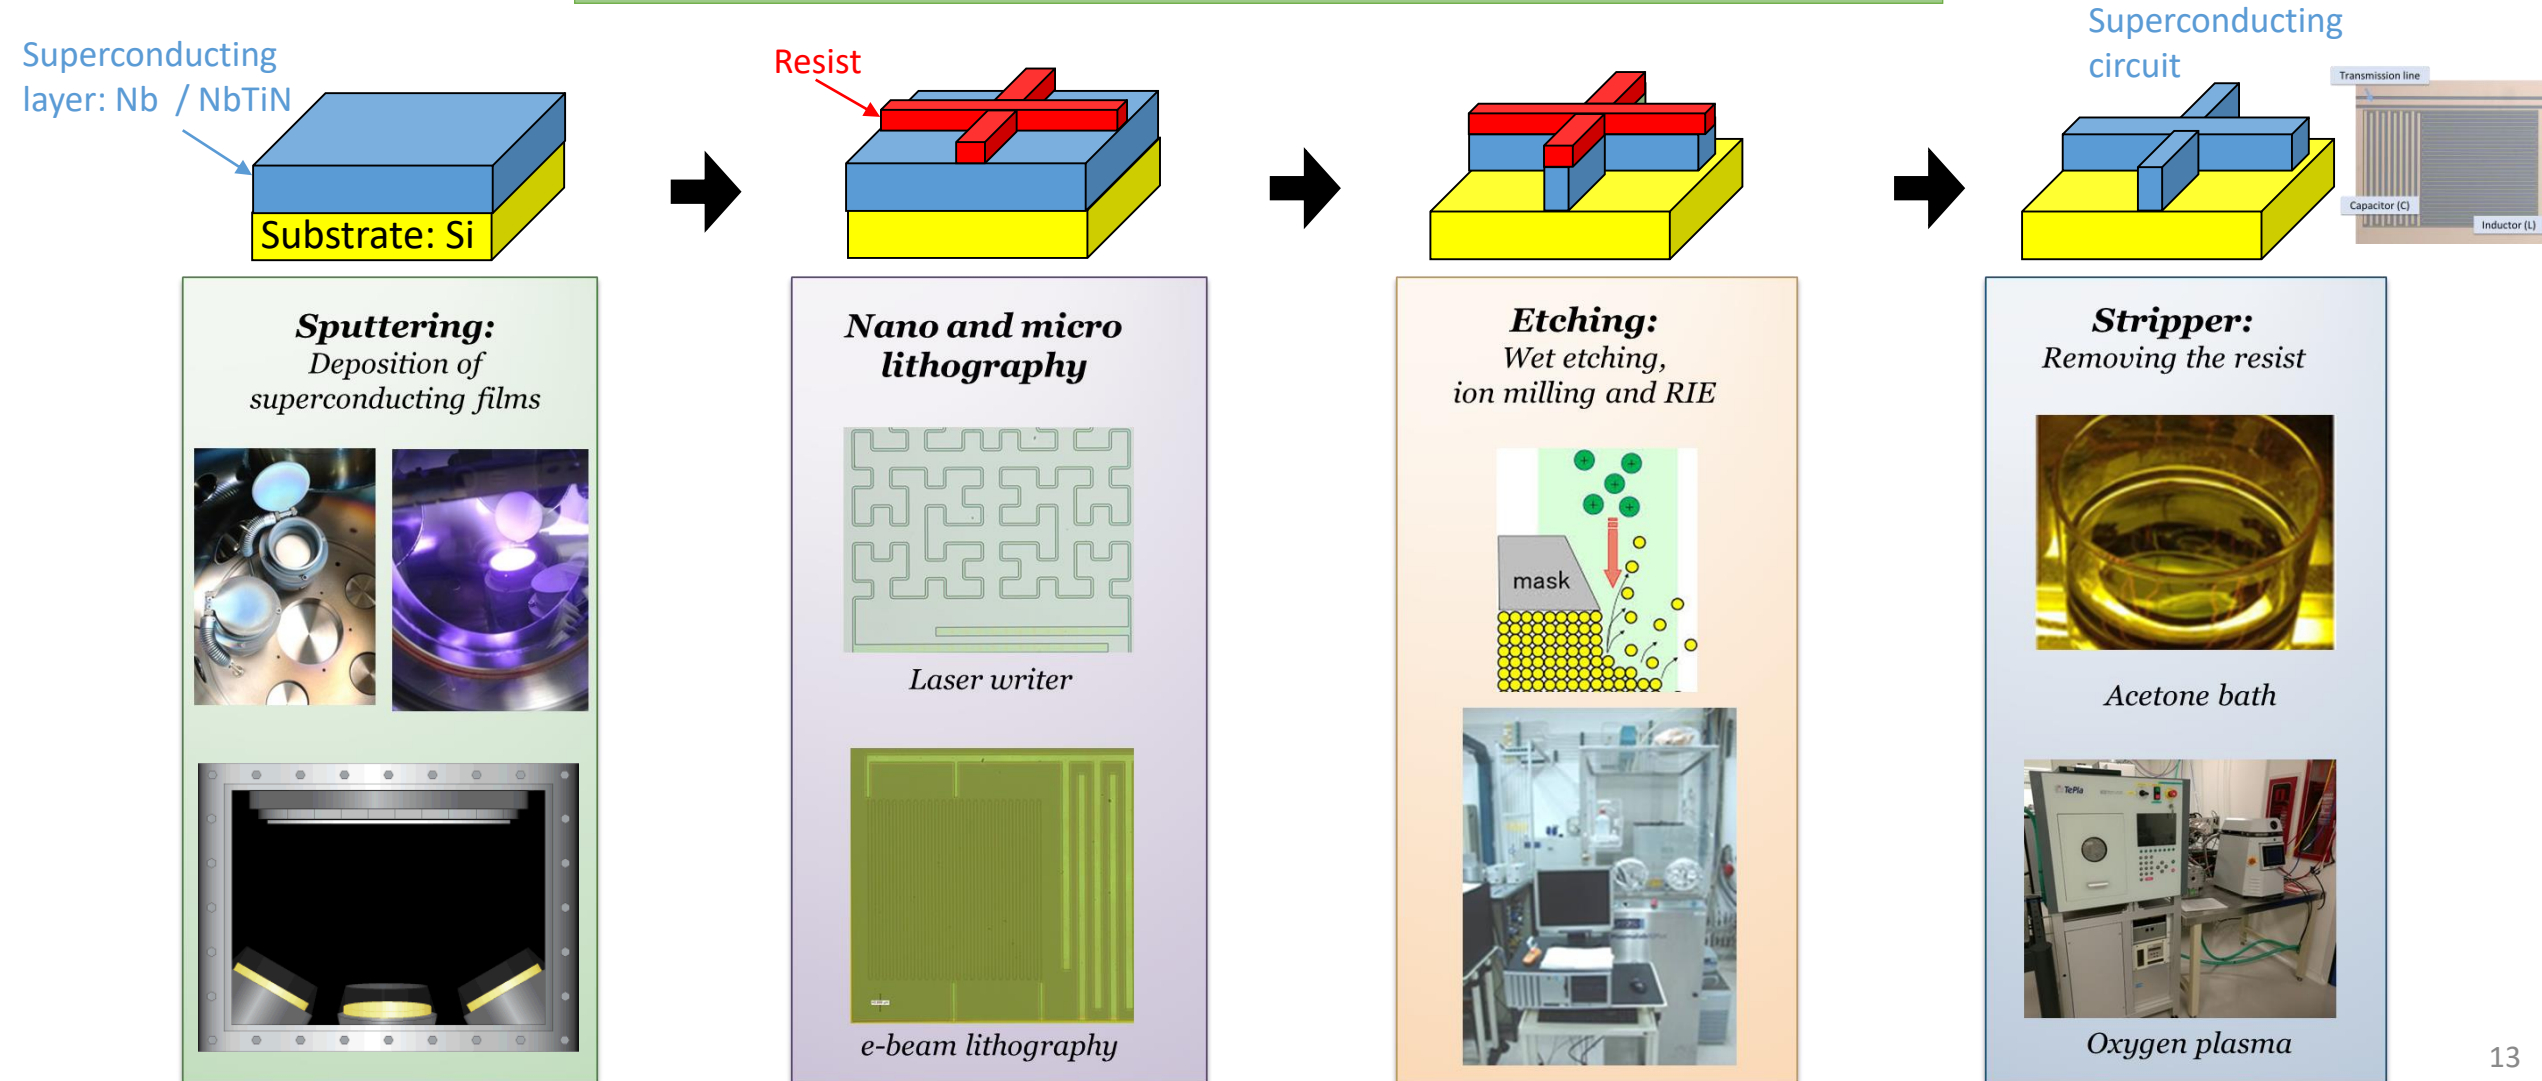 Superconducting
layer: Nb / NbTiN
Substrate: Si
Resist
Superconducting
circuit
Transmission line
Capacitor (C)
Inductor (L)
Sputtering:
Deposition of
superconducting films
Nano and micro
lithography
Laser writer
e-beam lithography
Etching:
Wet etching,
ion milling and RIE
mask
Stripper:
Removing the resist
Acetone bath
TePla
Oxygen plasma
13